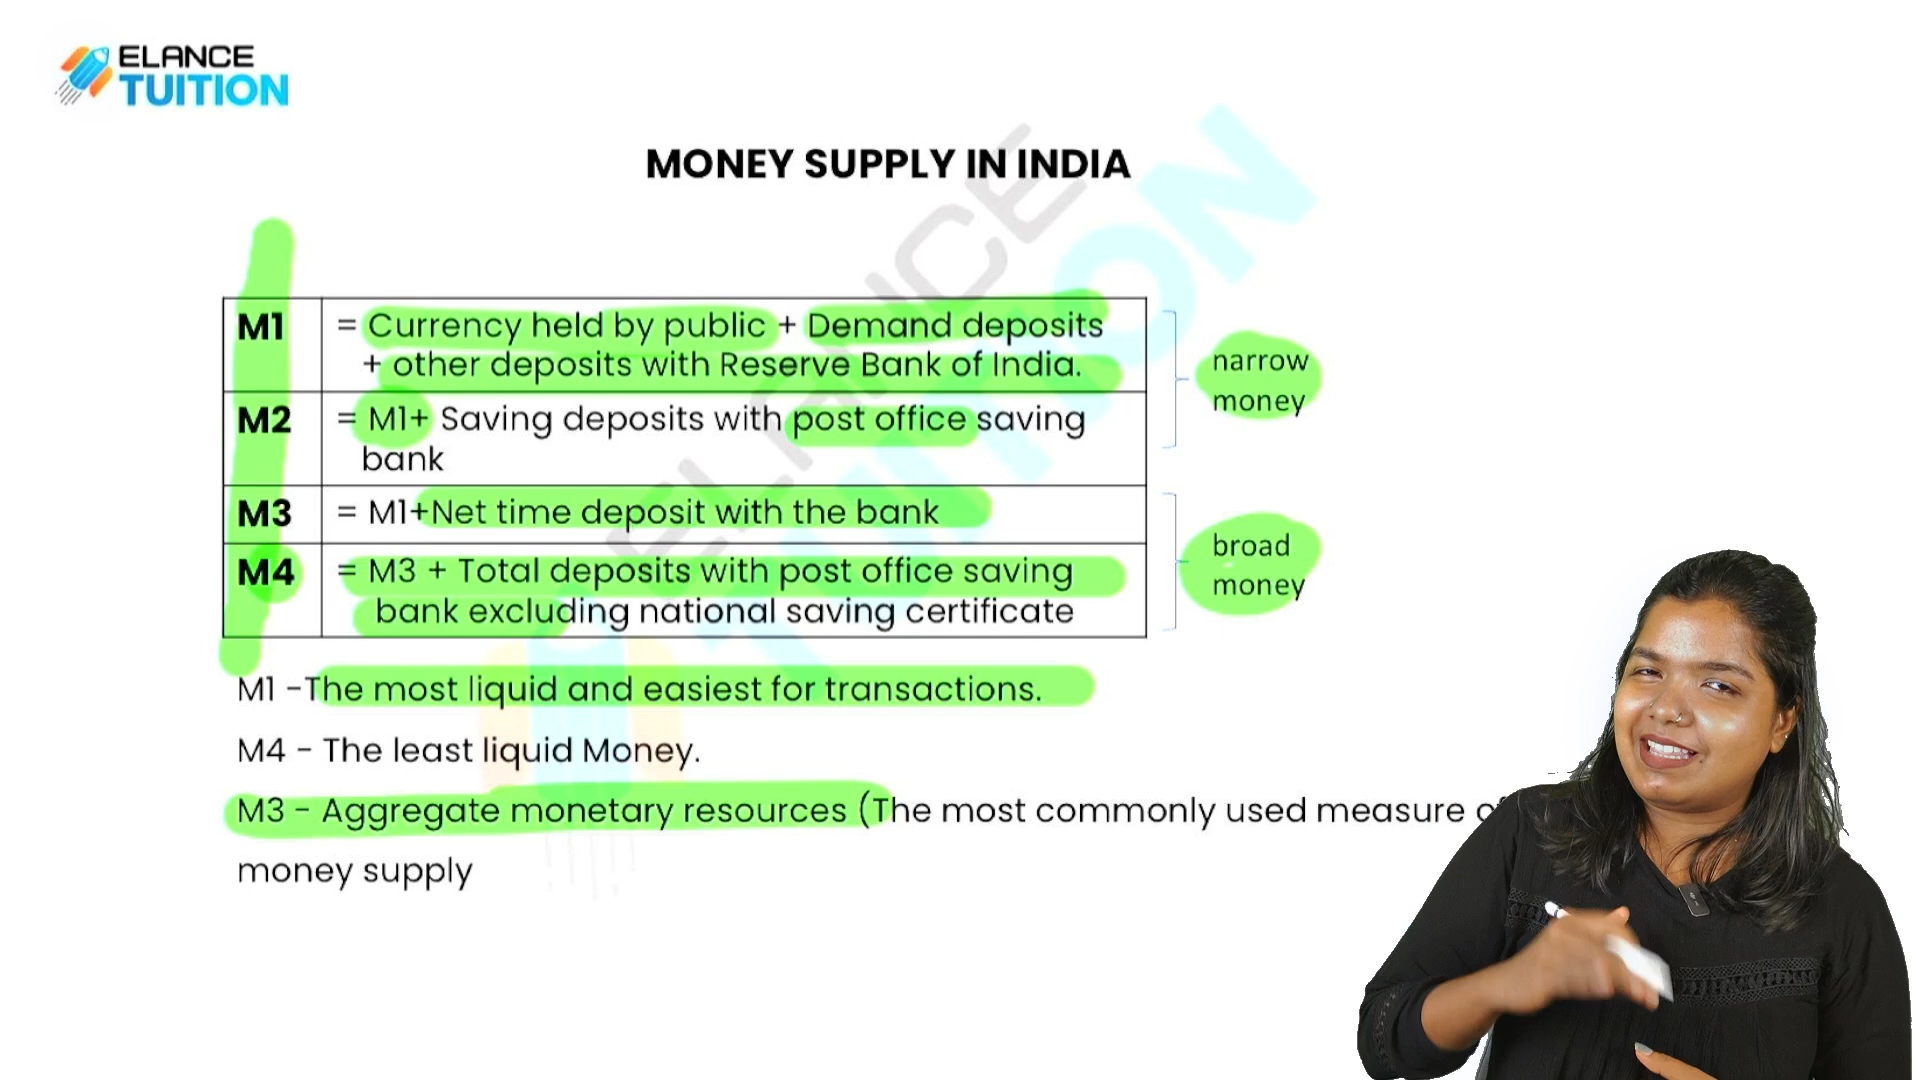 ELANCE
TUITION
MONEY SUPPLY IN INDIA
M1 = Currency held by public + Demand deposits
+ other deposits with Reserve Bank of India.
narrow
money
M2 = M1+ Saving deposits with post office saving
bank
M3 = M1+Net time deposit with the bank
broad
money
M4 = M3 + Total deposits with post office saving
bank excluding national saving certificate
M1 -The most liquid and easiest for transactions.
M4 - The least liquid Money.
M3 - Aggregate monetary resources (The most commonly used measure
money supply
ELANCE
TUITION